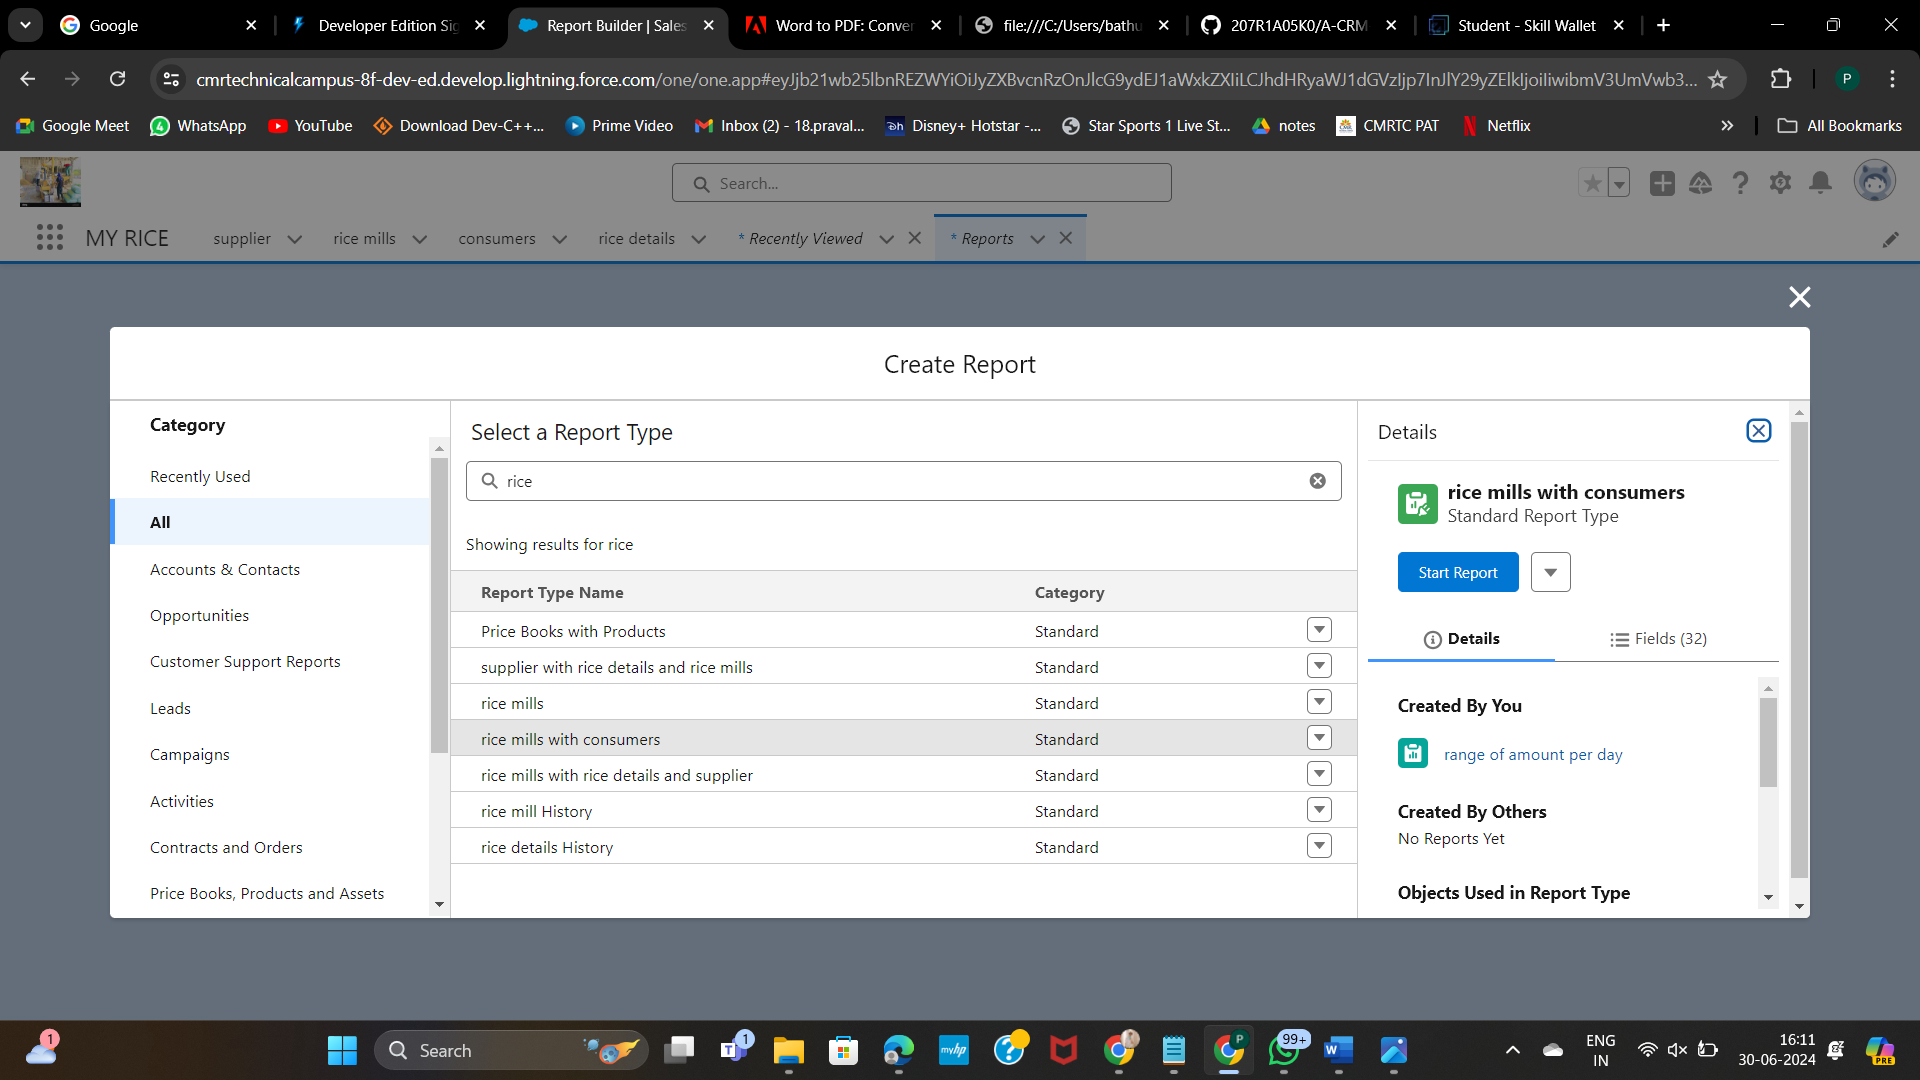 Google
Developer Edition Sig
Report Builder | Sales
Word to PDF: Conver
file:///C:/Users/bathu
207R1A05K0/A-CRM
Student - Skill Wallet
cmrtechnicalcampus-8f-dev-ed.develop.lightning.force.com/one/one.app#
P
Google Meet
4
WhatsApp
YouTube
Download Dev-C++...
Prime Video
Inbox (2) - 18.praval...
Disney+ Hotstar -...
Star Sports 1 Live St...
notes
CMRTC PAT
Netflix
All Bookmarks
Search...
MY RICE
supplier
rice mills
consumers
rice details
* Recently Viewed
* Reports
Create Report
Category
Recently Used
All
Accounts & Contacts
Opportunities
Customer Support Reports
Leads
Campaigns
Activities
Contracts and Orders
Price Books, Products and Assets
Select a Report Type
rice
Showing results for rice
Report Type Name Category
Price Books with Products Standard
supplier with rice details and rice mills Standard
rice mills Standard
rice mills with consumers Standard
rice mills with rice details and supplier Standard
rice mill History Standard
rice details History Standard
Details
rice mills with consumers
Standard Report Type
Start Report
Details
Fields (32)
Created By You
range of amount per day
Created By Others
No Reports Yet
Objects Used in Report Type
1
Search
1
myhp
P
99+
ENG
IN
16:11
30-06-2024
PRE